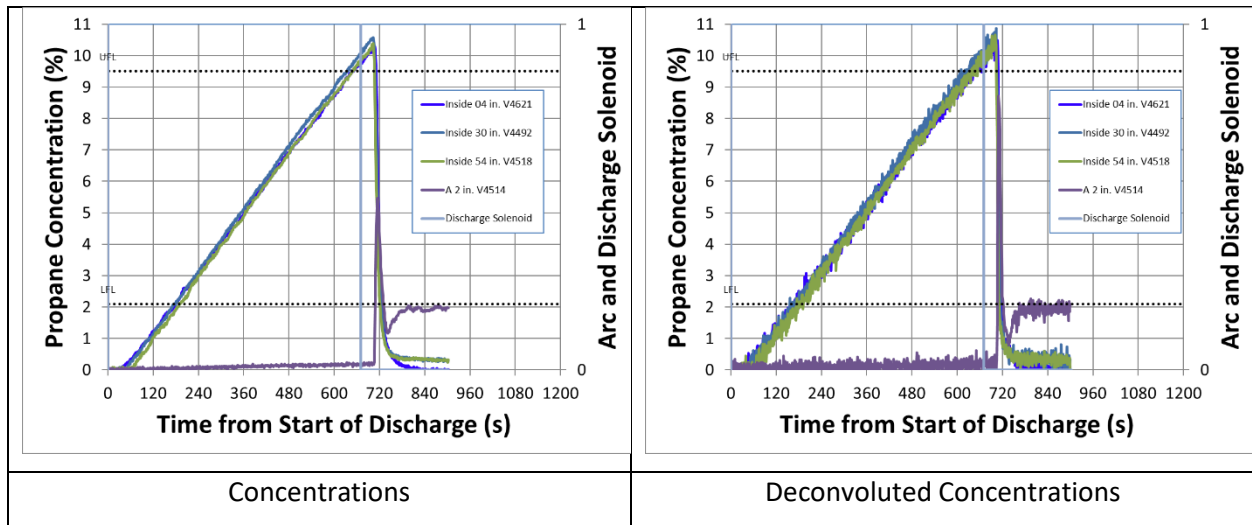 11
10
9
8
7
6
5
4
3
2
1
0
Propane Concentration (%)
UFL
LFL
Inside 04 in. V4621
Inside 30 in. V4492
Inside 54 in. V4518
A 2 in. V4514
Discharge Solenoid
1
0
Arc and Discharge Solenoid
0 120 240 360 480 600 720 840 960 1080 1200
Time from Start of Discharge (s)
Concentrations
11
10
9
8
7
6
5
4
3
2
1
0
Propane Concentration (%)
UFL
LFL
Inside 04 in. V4621
Inside 30 in. V4492
Inside 54 in. V4518
A 2 in. V4514
Discharge Solenoid
1
0
Arc and Discharge Solenoid
0 120 240 360 480 600 720 840 960 1080 1200
Time from Start of Discharge (s)
Deconvoluted Concentrations